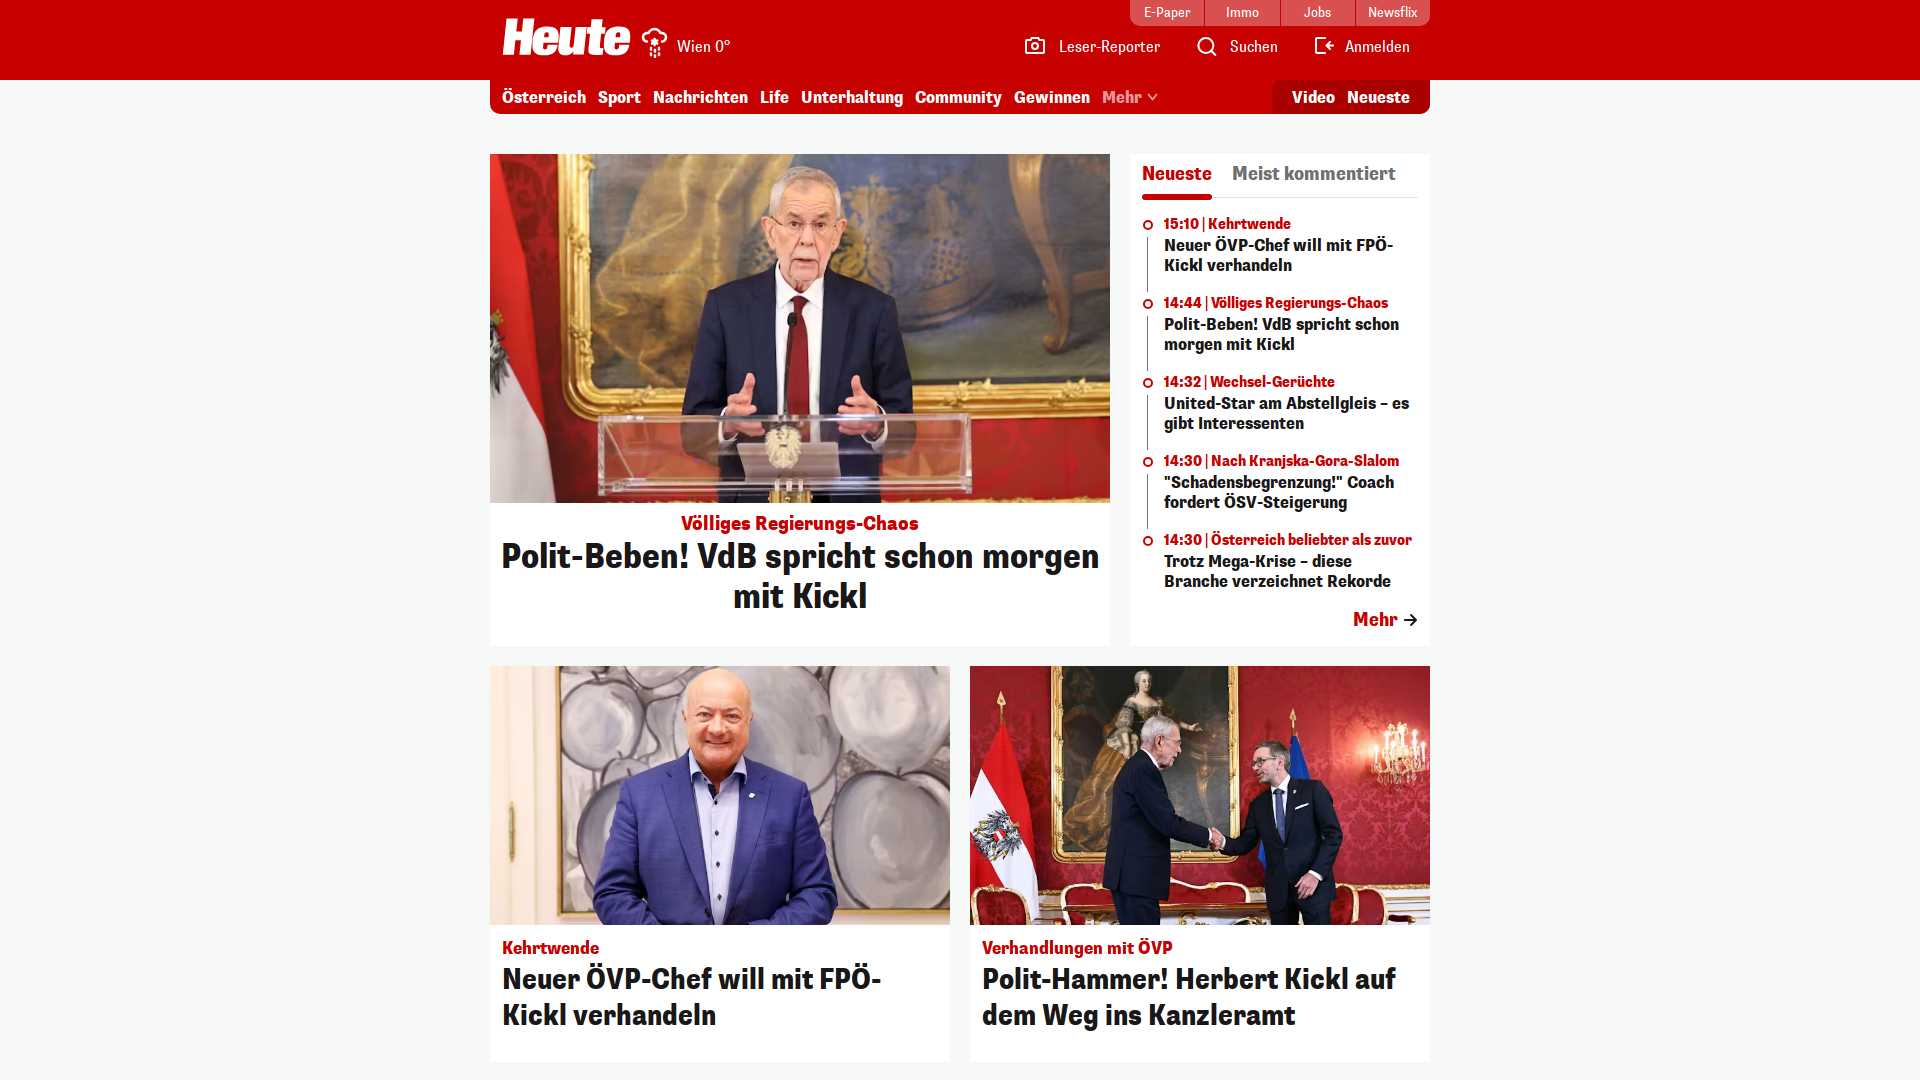 E-Paper
Immo
Jobs
Newsflix
Heute
Wien 0°
Leser-Reporter
Suchen
Anmelden
Österreich
Sport
Nachrichten
Life
Unterhaltung
Community
Gewinnen
Mehr
Video
Neueste
Völliges Regierungs-Chaos
Polit-Beben! VdB spricht schon morgen
mit Kickl
Neueste
Meist kommentiert
15:10 | Kehrtwende
Neuer ÖVP-Chef will mit FPÖ-
Kickl verhandeln
14:44 | Völliges Regierungs-Chaos
Polit-Beben! VdB spricht schon
morgen mit Kickl
14:32 | Wechsel-Gerüchte
United-Star am Abstellgleis – es
gibt Interessenten
14:30 | Nach Kranjska-Gora-Slalom
"Schadensbegrenzung!" Coach
fordert ÖSV-Steigerung
14:30 | Österreich beliebter als zuvor
Trotz Mega-Krise – diese
Branche verzeichnet Rekorde
Mehr
Kehrtwende
Neuer ÖVP-Chef will mit FPÖ-
Kickl verhandeln
Verhandlungen mit ÖVP
Polit-Hammer! Herbert Kickl auf
dem Weg ins Kanzleramt